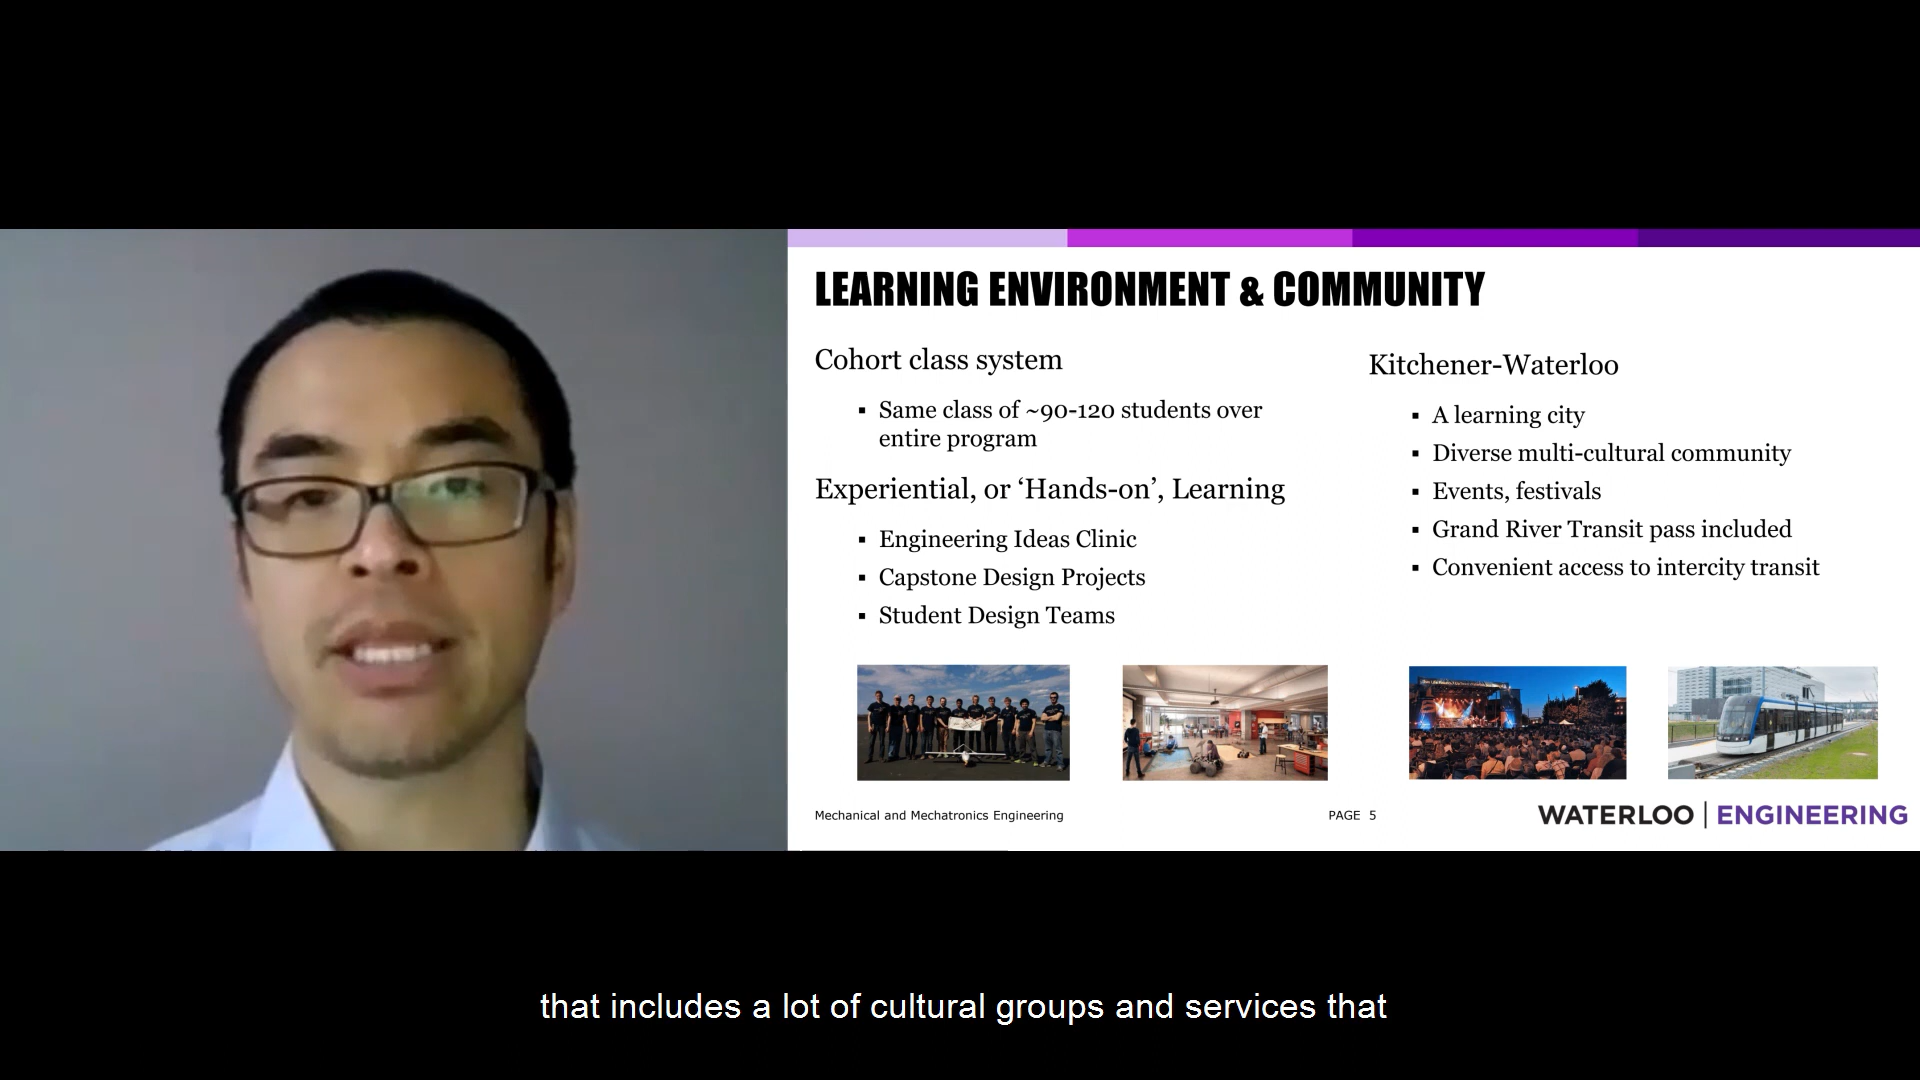 LEARNING ENVIRONMENT & COMMUNITY
Cohort class system
▪ Same class of ~90-120 students over
entire program
Experiential, or ‘Hands-on’, Learning
▪ Engineering Ideas Clinic
▪ Capstone Design Projects
▪ Student Design Teams
Kitchener-Waterloo
▪ A learning city
▪ Diverse multi-cultural community
▪ Events, festivals
▪ Grand River Transit pass included
▪ Convenient access to intercity transit
Mechanical and Mechatronics Engineering
PAGE 5
WATERLOO | ENGINEERING
that includes a lot of cultural groups and services that